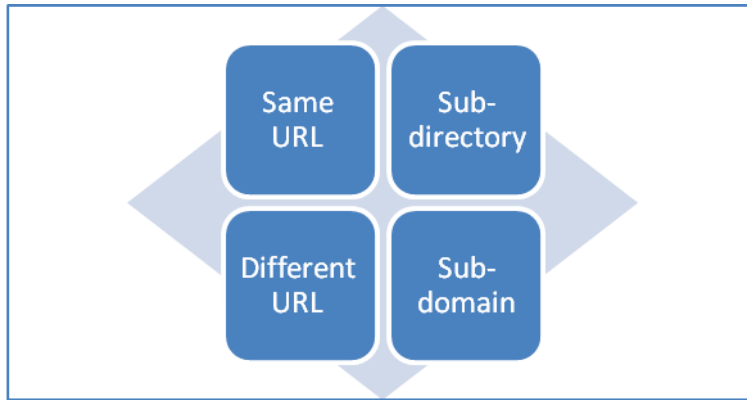 Same
URL
Sub-
directory
Different
URL
Sub-
domain